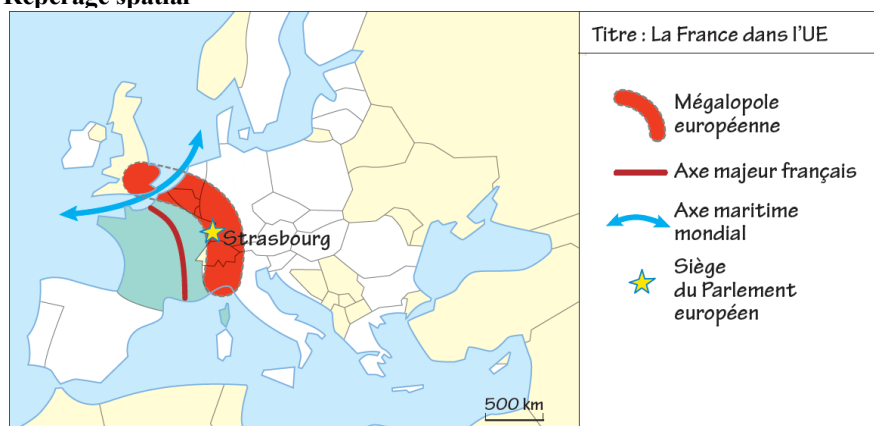 Repérage spatial
Titre : La France dans l'UE
Mégalopole
européenne
Axe majeur français
Axe maritime
mondial
Siège
du Parlement
européen
Strasbourg
500 km